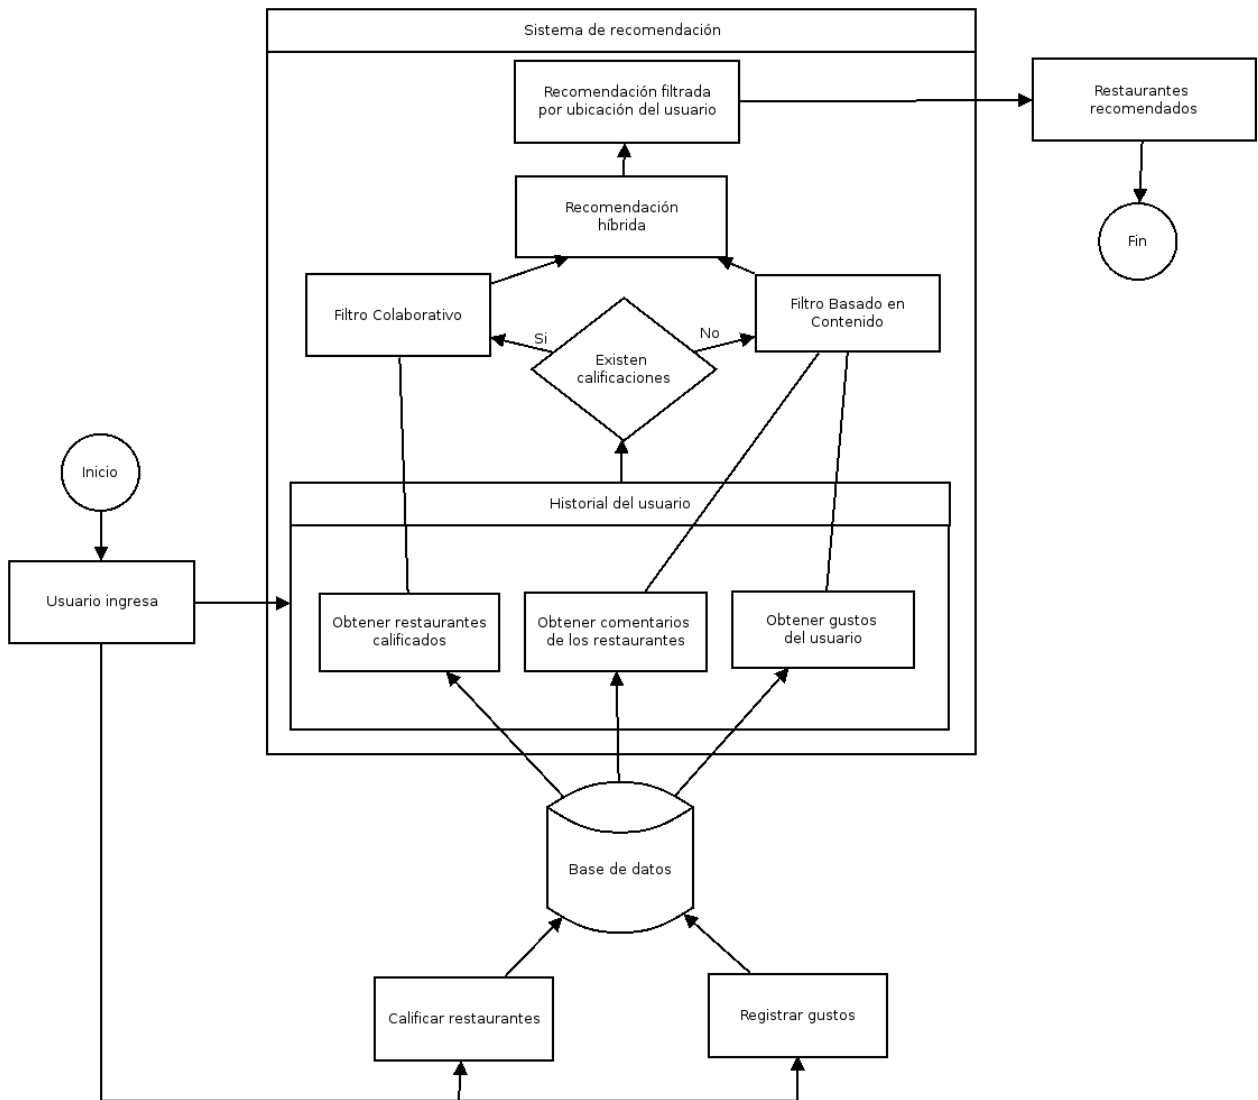 Sistema de recomendación
Recomendación filtrada
por ubicación del usuario
Restaurantes
recomendados
Recomendación
híbrida
Fin
Filtro Colaborativo
Filtro Basado en
Contenido
Si
No
Existen
calificaciones
Inicio
Historial del usuario
Usuario ingresa
Obtener restaurantes
calificados
Obtener comentarios
de los restaurantes
Obtener gustos
del usuario
Base de datos
Calificar restaurantes
Registrar gustos